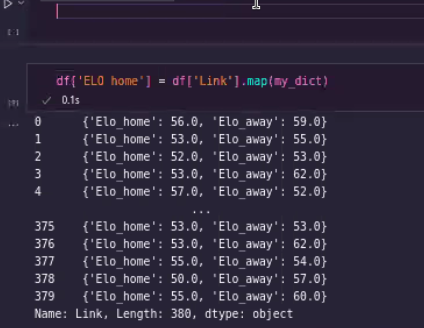 [ ]
df['ELO home'] = df['Link'].map(my_dict)
✓ 0.1s
0 {'Elo_home': 56.0, 'Elo_away': 59.0}
1 {'Elo_home': 53.0, 'Elo_away': 55.0}
2 {'Elo_home': 52.0, 'Elo_away': 53.0}
3 {'Elo_home': 53.0, 'Elo_away': 62.0}
4 {'Elo_home': 57.0, 'Elo_away': 52.0}
...
375 {'Elo_home': 53.0, 'Elo_away': 53.0}
376 {'Elo_home': 53.0, 'Elo_away': 62.0}
377 {'Elo_home': 55.0, 'Elo_away': 54.0}
378 {'Elo_home': 50.0, 'Elo_away': 57.0}
379 {'Elo_home': 55.0, 'Elo_away': 60.0}
Name: Link, Length: 380, dtype: object